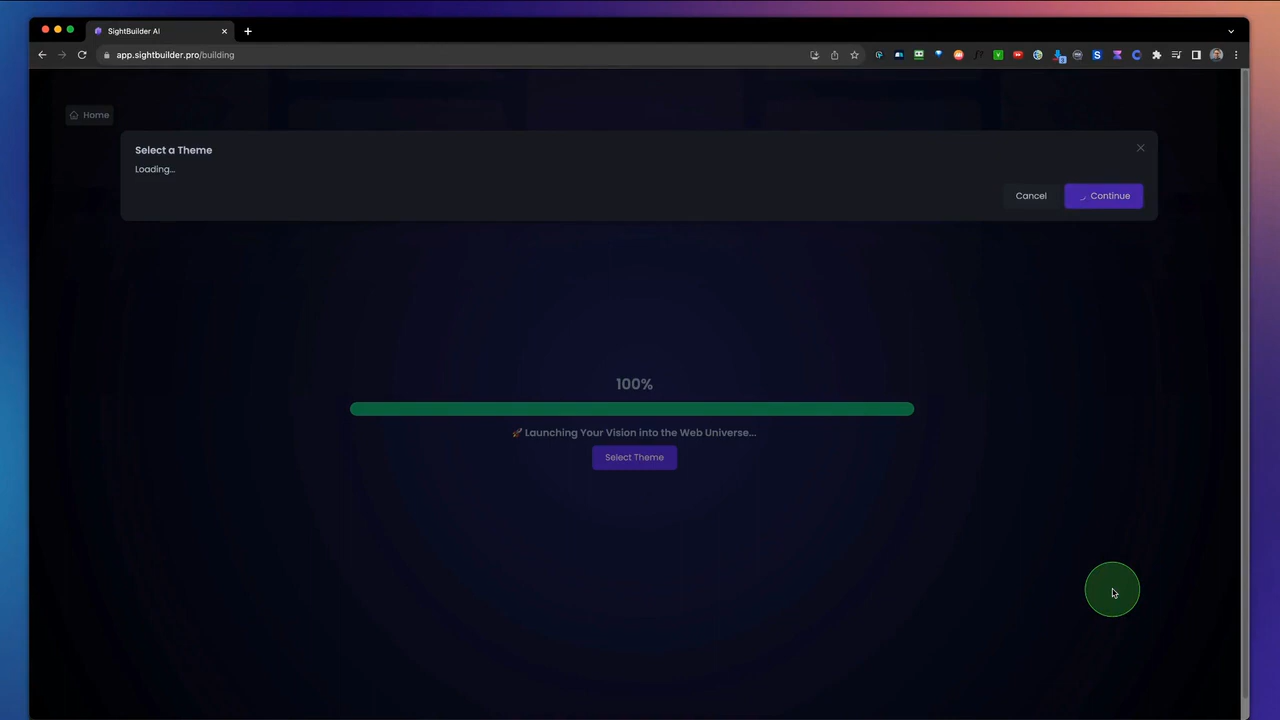 SightBuilder AI
app.sightbuilder.pro/building
Home
Select a Theme
Loading...
Cancel
Continue
100%
🚀 Launching Your Vision into the Web Universe...
Select Theme